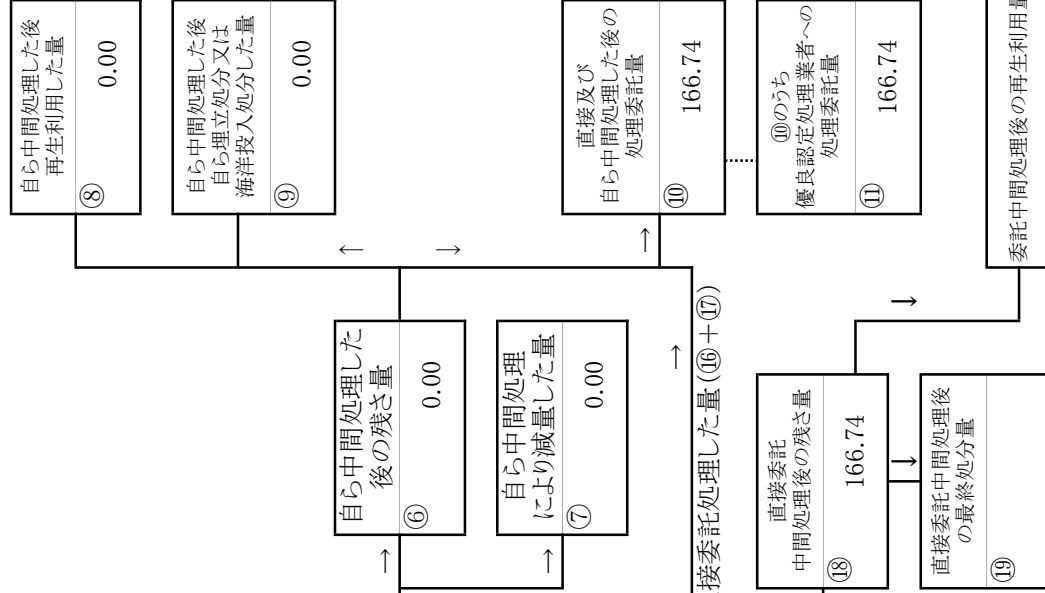 自ら中間処理した後
再生利用した量
⑧
0.00
自ら中間処理した後
自ら埋立処分又は
海洋投入処分した量
⑨
0.00
自ら中間処理した
後の残さ量
⑥
0.00
自ら中間処理
により減量した量
⑦
0.00
直接及び
自ら中間処理した後の
処理委託量
⑩
166.74
⑩のうち
優良認定処理業者への
処理委託量
⑪
166.74
接委託処理した量(⑯+⑰)
直接委託
中間処理後の残さ量
⑱
166.74
直接委託中間処理後
の最終処分量
⑲
委託中間処理後の再生利用量